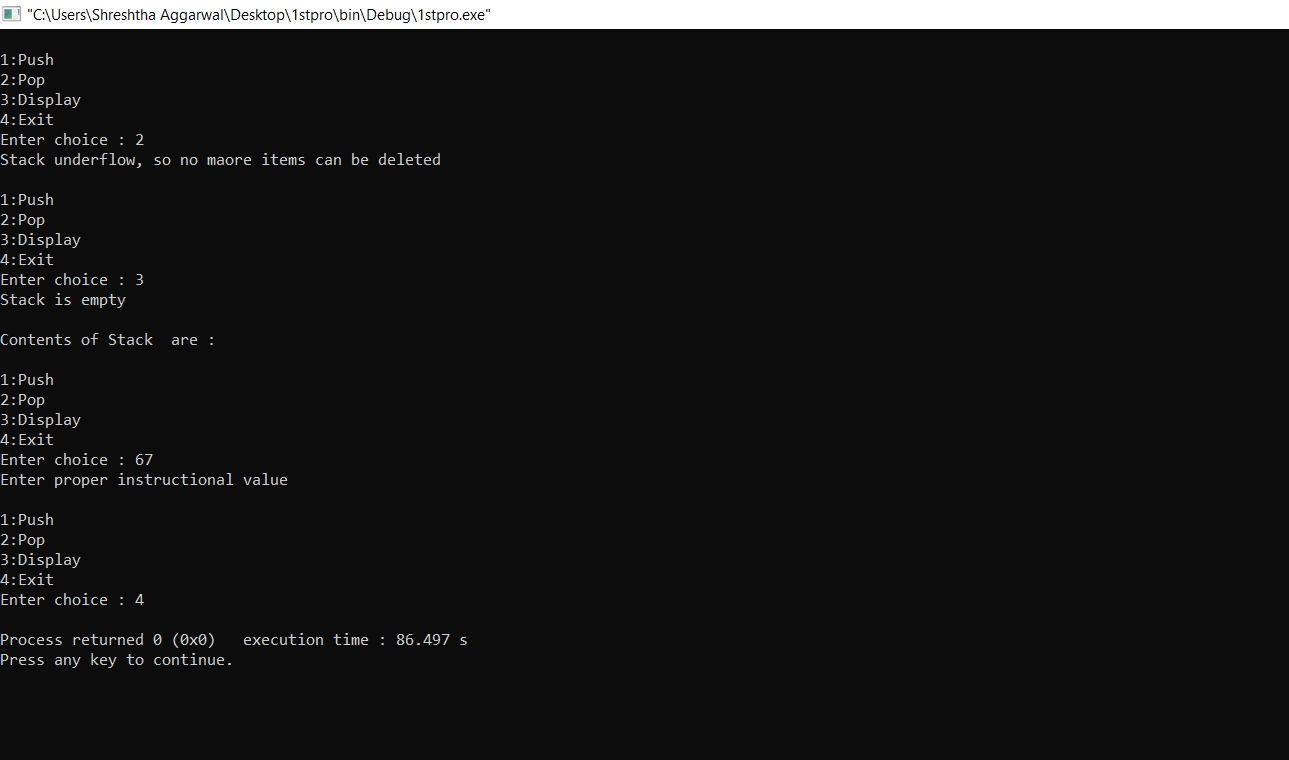 "C:\Users\Shreshtha Aggarwal\Desktop\1stpro\bin\Debug\1stpro.exe"
1:Push
2:Pop
3:Display
4:Exit
Enter choice : 2
Stack underflow, so no maore items can be deleted
1:Push
2:Pop
3:Display
4:Exit
Enter choice : 3
Stack is empty
Contents of Stack  are :
1:Push
2:Pop
3:Display
4:Exit
Enter choice : 67
Enter proper instructional value
1:Push
2:Pop
3:Display
4:Exit
Enter choice : 4
Process returned 0 (0x0)   execution time : 86.497 s
Press any key to continue.